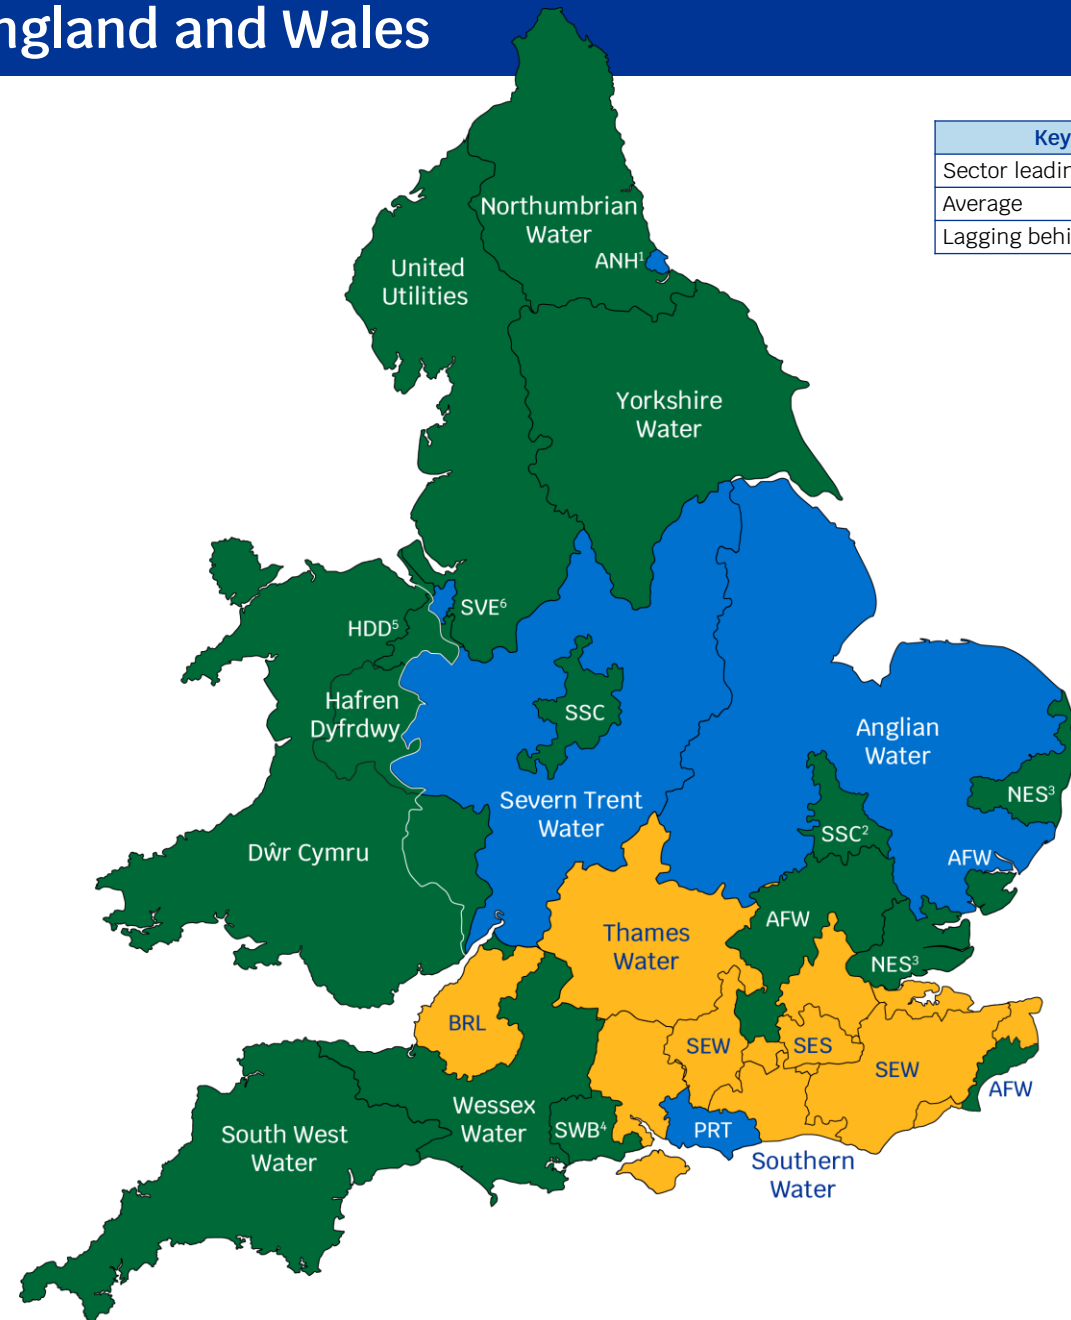 ngland and Wales
Key
Sector leadin
Average
Lagging behi
Northumbrian
Water
ANH¹
United
Utilities
Yorkshire
Water
SVE⁶
HDD⁵
Hafren
Dyfrdwy
SSC
Anglian
Water
NES³
Severn Trent
Water
SSC²
Dŵr Cymru
AFW
AFW
Thames
Water
NES³
BRL
SEW
SES
SEW
AFW
Wessex
Water
SWB⁴
PRT
South West
Water
Southern
Water